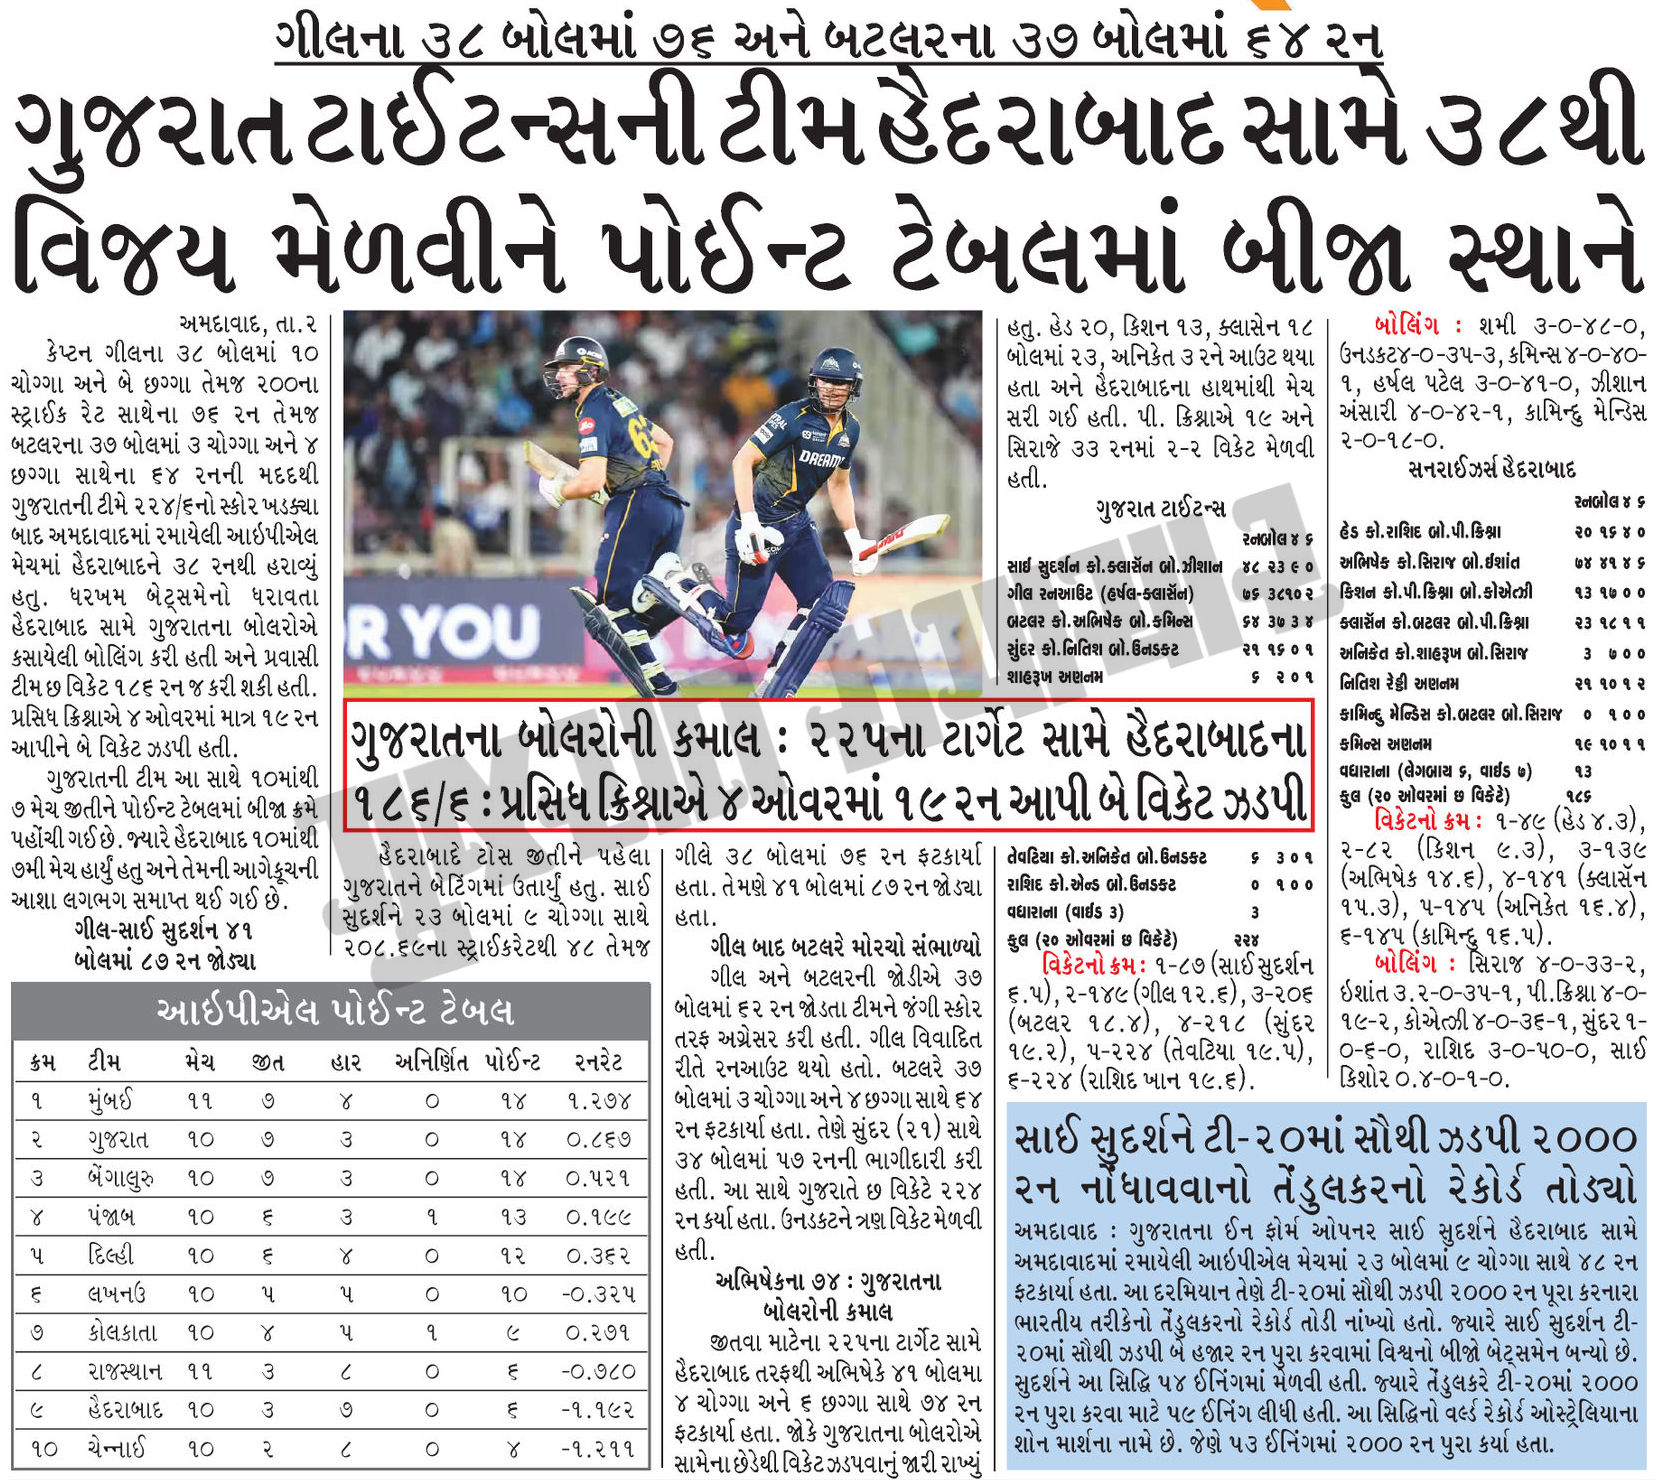 ગીલના ૩૮ બોલમાં ૭૬ અને બટલરના ૩૭ બોલમાં ૬૪ રન
ગુજરાત ટાઈટન્સની ટીમ હૈદરાબાદ સામે ૩૮થી
વિજય મેળવીને પોઈન્ટ ટેબલમાં બીજા સ્થાને
અમદાવાદ, તા.૨
કેપ્ટન ગીલના ૩૮ બોલમાં ૧૦
ચોગ્ગા અને બે છગ્ગા તેમજ ૨૦૦ના
સ્ટ્રાઈક રેટ સાથેના ૭૬ રન તેમજ
બટલરના ૩૭ બોલમાં ૩ ચોગ્ગા અને ૪
છગ્ગા સાથેના ૬૪ રનની મદદથી
ગુજરાતની ટીમે ૨૨૪/૬નો સ્કોર ખડક્યા
બાદ અમદાવાદમાં રમાયેલી આઇપીએલ
મેચમાં હૈદરાબાદને ૩૮ રનથી હરાવ્યું
હતુ. ધરખમ બેટ્સમેનો ધરાવતા
હૈદરાબાદ સામે ગુજરાતના બોલરોએ
કસાયેલી બોલિંગ કરી હતી અને પ્રવાસી
ટીમ છ વિકેટ ૧૮૬ રન જ કરી શકી હતી.
પ્રસિધ ક્રિશ્નાએ ૪ ઓવરમાં માત્ર ૧૯ રન
આપીને બે વિકેટ ઝડપી હતી.
ગુજરાતની ટીમ આ સાથે ૧૦માંથી
૭ મેચ જીતીને પોઈન્ટ ટેબલમાં બીજા ક્રમે
પહોંચી ગઈ છે. જ્યારે હૈદરાબાદ ૧૦માંથી
૭મી મેચ હાર્યું હતુ અને તેમની આગેકૂચની
આશા લગભગ સમાપ્ત થઈ ગઈ છે.
ગીલ-સાઈ સુદર્શન ૪૧
બોલમાં ૮૭ રન જોડ્યા
DREAM
OR YOU
ગુજરાતના બોલરોની કમાલ : ૨૨૫ના ટાર્ગેટ સામે હૈદરાબાદના
૧૮૬/૬ : પ્રસિધ ક્રિશ્નાએ ૪ ઓવરમાં ૧૯ રન આપી બે વિકેટ ઝડપી
હૈદરાબાદે ટોસ જીતીને પહેલા
ગુજરાતને બેટિંગમાં ઉતાર્યું હતુ. સાઈ
સુદર્શને ૨૩ બોલમાં ૯ ચોગ્ગા સાથે
૨૦૮.૬૯ના સ્ટ્રાઈકરેટથી ૪૮ તેમજ
ગીલે ૩૮ બોલમાં ૭૬ રન ફટકાર્યા
હતા. તેમણે ૪૧ બોલમાં ૮૭ રન જોડ્યા
હતા.
ગીલ બાદ બટલરે મોરચો સંભાળ્યો
ગીલ અને બટલરની જોડીએ ૩૭
બોલમાં ૬૨ રન જોડતા ટીમને જંગી સ્કોર
તરફ અગ્રેસર કરી હતી. ગીલ વિવાદિત
રીતે રનઆઉટ થયો હતો. બટલરે ૩૭
બોલમાં ૩ ચોગ્ગા અને ૪ છગ્ગા સાથે ૬૪
રન ફટકાર્યા હતા. તેણે સુંદર (૨૧) સાથે
૩૪ બોલમાં ૫૭ રનની ભાગીદારી કરી
હતી. આ સાથે ગુજરાતે છ વિકેટે ૨૨૪
રન કર્યા હતા. ઉનડકટને ત્રણ વિકેટ મેળવી
હતી.
અભિષેકના ૭૪ : ગુજરાતના
બોલરોની કમાલ
જીતવા માટેના ૨૨૫ના ટાર્ગેટ સામે
હૈદરાબાદ તરફથી અભિષેકે ૪૧ બોલમા
૪ ચોગ્ગા અને ૬ છગ્ગા સાથે ૭૪ રન
ફટકાર્યા હતા. જોકે ગુજરાતના બોલરોએ
સામેના છેડેથી વિકેટ ઝડપવાનું જારી રાખ્યું
હતુ. હેડ ૨૦, કિશન ૧૩, ક્લાસેન ૧૮
બોલમાં ૨૩, અનિકેત ૩ રને આઉટ થયા
હતા અને હૈદરાબાદના હાથમાંથી મેચ
સરી ગઈ હતી. પી. ક્રિશ્નાએ ૧૯ અને
સિરાજે ૩૩ રનમાં ૨-૨ વિકેટ મેળવી
હતી.
ગુજરાત ટાઈટન્સ
રન બોલ ૪ ૬
સાઈ સુદર્શન કો.ક્લાસૅન બો.ઝીશાન ૪૮ ૨૩ ૯ ૦
ગીલ રનઆઉટ (હર્ષલ-ક્લાસૅન) ૭૬ ૩૮ ૧૦ ૨
બટલર કો.અભિષેક બો.કમિન્સ ૬૪ ૩૭ ૩ ૪
સુંદર કો.નિતિશ બો.ઉનડકટ ૨૧ ૧૬ ૦ ૧
શાહરૂખ અણનમ ૬ ૨ ૦ ૧
તેવટિયા કો.અનિકેત બો.ઉનડકટ ૬ ૩ ૦ ૧
રાશિદ કો.એન્ડ બો.ઉનડકટ ૦ ૧ ૦ ૦
વધારાના (વાઈડ ૩) ૩
કુલ (૨૦ ઓવરમાં છ વિકેટે) ૨૨૪
વિકેટનો ક્રમ : ૧-૮૭ (સાઈ સુદર્શન
૬.૫), ૨-૧૪૯ (ગીલ ૧૨.૬), ૩-૨૦૬
(બટલર ૧૮.૪), ૪-૨૧૮ (સુંદર
૧૯.૨), ૫-૨૨૪ (તેવટિયા ૧૯.૫),
૬-૨૨૪ (રાશિદ ખાન ૧૯.૬).
બોલિંગ : શમી ૩-૦-૪૮-૦,
ઉનડકટ ૪-૦-૩૫-૩, કમિન્સ ૪-૦-૪૦-
૧, હર્ષલ પટેલ ૩-૦-૪૧-૦, ઝીશાન
અંસારી ૪-૦-૪૨-૧, કામિન્દુ મેન્ડિસ
૨-૦-૧૮-૦.
સનરાઈઝર્સ હૈદરાબાદ
રન બોલ ૪ ૬
હેડ કો.રાશિદ બો.પી.ક્રિશ્ના ૨૦ ૧૬ ૪ ૦
અભિષેક કો.સિરાજ બો.ઈશાંત ૭૪ ૪૧ ૪ ૬
કિશન કો.પી.ક્રિશ્ના બો.કોએત્ઝી ૧૩ ૧૭ ૦ ૦
ક્લાસૅન કો.બટલર બો.પી.ક્રિશ્ના ૨૩ ૧૮ ૧ ૧
અનિકેત કો.શાહરૂખ બો.સિરાજ ૩ ૭ ૦ ૦
નિતિશ રેડ્ડી અણનમ ૨૧ ૧૦ ૧ ૨
કામિન્દુ મેન્ડિસ કો.બટલર બો.સિરાજ ૦ ૧ ૦ ૦
કમિન્સ અણનમ ૧૯ ૧૦ ૧ ૧
વધારાના (લેગબાય ૬, વાઈડ ૭) ૧૩
કુલ (૨૦ ઓવરમાં છ વિકેટે) ૧૮૬
વિકેટનો ક્રમ : ૧-૪૯ (હેડ ૪.૩),
૨-૮૨ (કિશન ૯.૩), ૩-૧૩૯
(અભિષેક ૧૪.૬), ૪-૧૪૧ (ક્લાસૅન
૧૫.૩), ૫-૧૪૫ (અનિકેત ૧૬.૪),
૬-૧૪૫ (કામિન્દુ ૧૬.૫).
બોલિંગ : સિરાજ ૪-૦-૩૩-૨,
ઇશાંત ૩.૨-૦-૩૫-૧, પી.ક્રિશ્ના ૪-૦-
૧૯-૨, કોએત્ઝી ૪-૦-૩૬-૧, સુંદર ૧-
૦-૬-૦, રાશિદ ૩-૦-૫૦-૦, સાઈ
કિશોર ૦.૪-૦-૧-૦.
આઇપીએલ પોઈન્ટ ટેબલ
ક્રમ ટીમ મેચ જીત હાર અનિર્ણિત પોઈન્ટ રનરેટ
૧ મુંબઈ ૧૧ ૭ ૪ ૦ ૧૪ ૧.૨૭૪
૨ ગુજરાત ૧૦ ૭ ૩ ૦ ૧૪ ૦.૮૬૭
૩ બેંગાલુરુ ૧૦ ૭ ૩ ૦ ૧૪ ૦.૫૨૧
૪ પંજાબ ૧૦ ૬ ૩ ૧ ૧૩ ૦.૧૯૯
૫ દિલ્હી ૧૦ ૬ ૪ ૦ ૧૨ ૦.૩૬૨
૬ લખનઉ ૧૦ ૫ ૫ ૦ ૧૦ -૦.૩૨૫
૭ કોલકાતા ૧૦ ૪ ૫ ૧ ૯ ૦.૨૭૧
૮ રાજસ્થાન ૧૧ ૩ ૮ ૦ ૬ -૦.૭૮૦
૯ હૈદરાબાદ ૧૦ ૩ ૭ ૦ ૬ -૧.૧૯૨
૧૦ ચેન્નાઈ ૧૦ ૨ ૮ ૦ ૪ -૧.૨૧૧
સાઈ સુદર્શને ટી-૨૦માં સૌથી ઝડપી ૨૦૦૦
રન નોંધાવવાનો તેંડુલકરનો રેકોર્ડ તોડ્યો
અમદાવાદ : ગુજરાતના ઈન ફોર્મ ઓપનર સાઈ સુદર્શને હૈદરાબાદ સામે
અમદાવાદમાં રમાયેલી આઇપીએલ મેચમાં ૨૩ બોલમાં ૯ ચોગ્ગા સાથે ૪૮ રન
ફટકાર્યા હતા. આ દરમિયાન તેણે ટી-૨૦માં સૌથી ઝડપી ૨૦૦૦ રન પૂરા કરનારા
ભારતીય તરીકેનો તેંડુલકરનો રેકોર્ડ તોડી નાંખ્યો હતો. જ્યારે સાઈ સુદર્શન ટી-
૨૦માં સૌથી ઝડપી બે હજાર રન પુરા કરવામાં વિશ્વનો બીજો બેટ્સમેન બન્યો છે.
સુદર્શને આ સિદ્ધિ ૫૪ ઈનિંગમાં મેળવી હતી. જ્યારે તેંડુલકરે ટી-૨૦માં ૨૦૦૦
રન પુરા કરવા માટે ૫૯ ઈનિંગ લીધી હતી. આ સિદ્ધિનો વર્લ્ડ રેકોર્ડ ઓસ્ટ્રેલિયાના
શોન માર્શના નામે છે. જેણે ૫૩ ઈનિંગમાં ૨૦૦૦ રન પુરા કર્યા હતા.
ગુજરાત સમાચાર